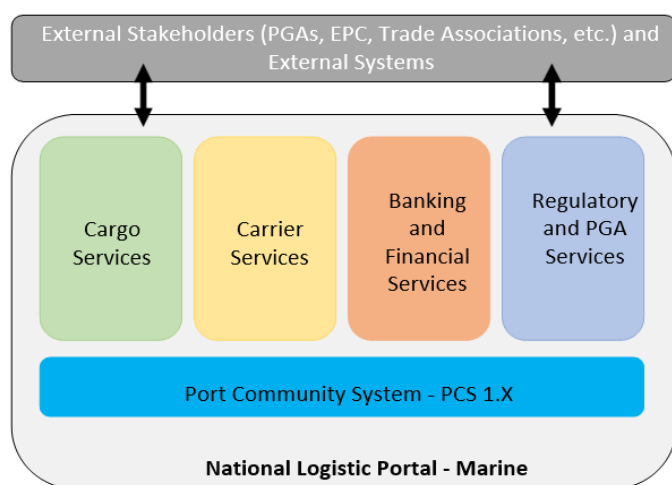 External Stakeholders (PGAs, EPC, Trade Associations, etc.) and
External Systems
Cargo
Services
Carrier
Services
Banking
and
Financial
Services
Regulatory
and PGA
Services
Port Community System - PCS 1.X
National Logistic Portal - Marine